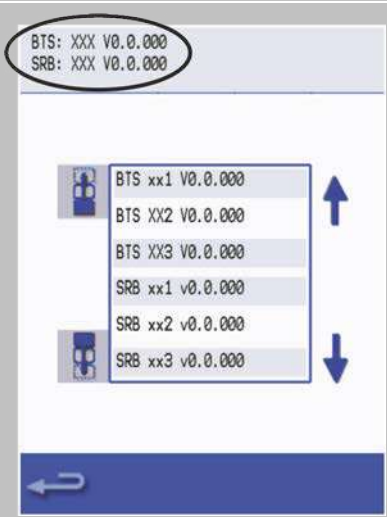 BTS: XXX V0.0.000
SRB: XXX V0.0.000
BTS xx1 V0.0.000
BTS XX2 V0.0.000
BTS XX3 V0.0.000
SRB xx1 v0.0.000
SRB xx2 v0.0.000
SRB xx3 v0.0.000